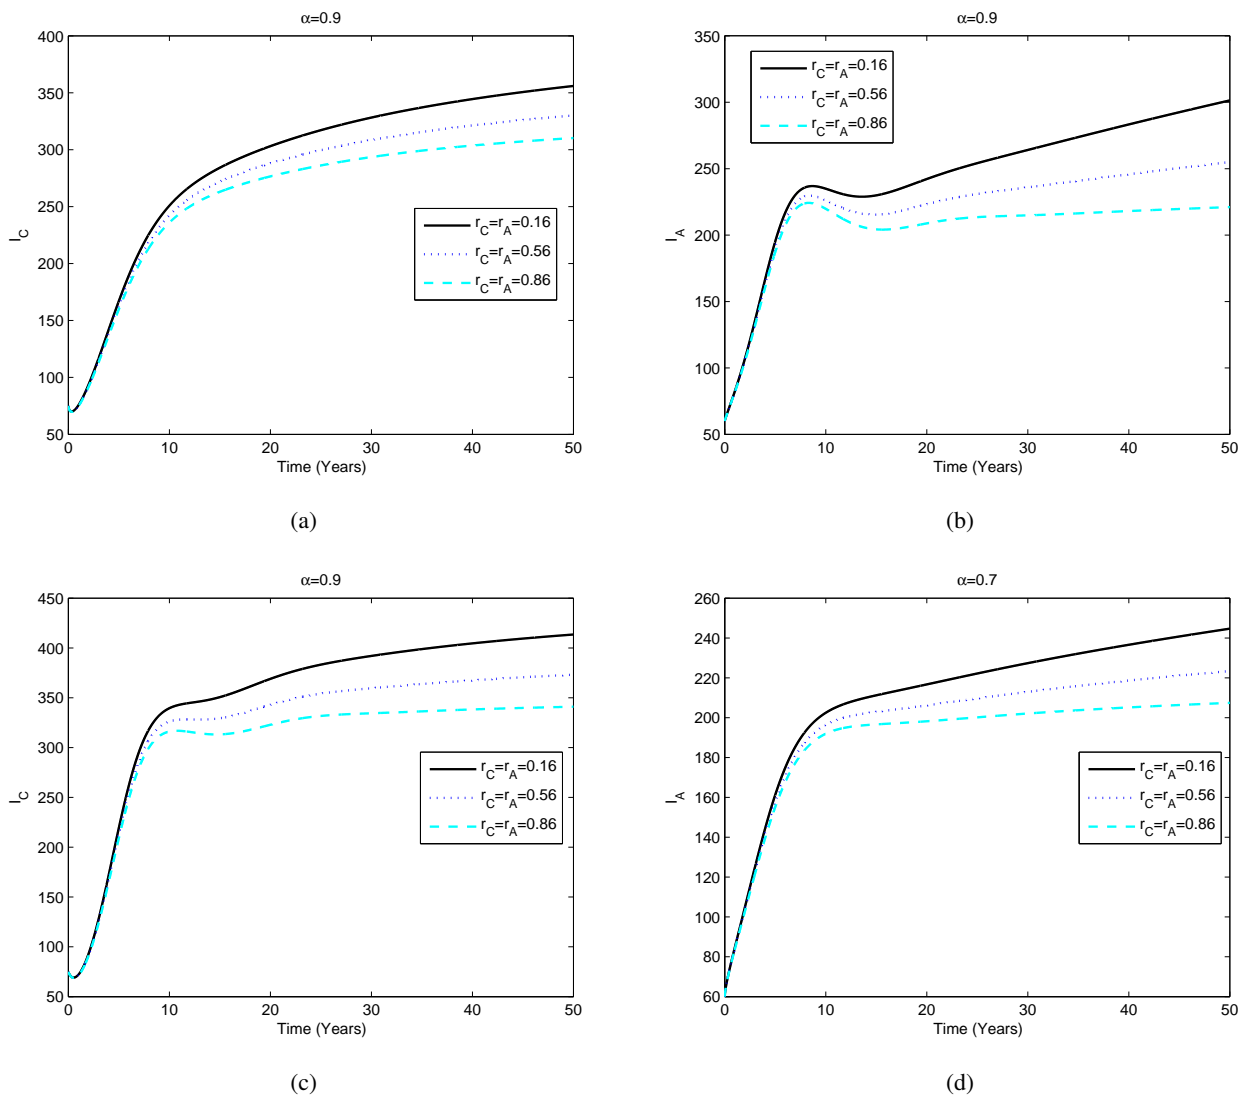 α=0.9
400
350
300
250
200
150
100
50
I_C
r_C=r_A=0.16
r_C=r_A=0.56
r_C=r_A=0.86
0 10 20 30 40 50
Time (Years)
(a)
α=0.9
350
300
250
200
150
100
50
I_A
r_C=r_A=0.16
r_C=r_A=0.56
r_C=r_A=0.86
0 10 20 30 40 50
Time (Years)
(b)
α=0.9
450
400
350
300
250
200
150
100
50
I_C
r_C=r_A=0.16
r_C=r_A=0.56
r_C=r_A=0.86
0 10 20 30 40 50
Time (Years)
(c)
α=0.7
260
240
220
200
180
160
140
120
100
80
60
I_A
r_C=r_A=0.16
r_C=r_A=0.56
r_C=r_A=0.86
0 10 20 30 40 50
Time (Years)
(d)